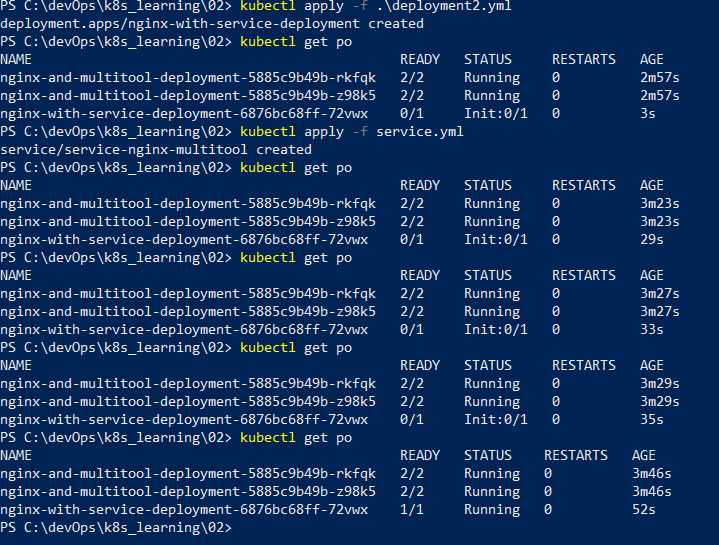 PS C:\devOps\k8s_learning\02> kubectl apply -f .\deployment2.yml
deployment.apps/nginx-with-service-deployment created
PS C:\devOps\k8s_learning\02> kubectl get po
NAME READY STATUS RESTARTS AGE
nginx-and-multitool-deployment-5885c9b49b-rkfqk 2/2 Running 0 2m57s
nginx-and-multitool-deployment-5885c9b49b-z98k5 2/2 Running 0 2m57s
nginx-with-service-deployment-6876bc68ff-72vwx 0/1 Init:0/1 0 3s
PS C:\devOps\k8s_learning\02> kubectl apply -f service.yml
service/service-nginx-multitool created
PS C:\devOps\k8s_learning\02> kubectl get po
NAME READY STATUS RESTARTS AGE
nginx-and-multitool-deployment-5885c9b49b-rkfqk 2/2 Running 0 3m23s
nginx-and-multitool-deployment-5885c9b49b-z98k5 2/2 Running 0 3m23s
nginx-with-service-deployment-6876bc68ff-72vwx 0/1 Init:0/1 0 29s
PS C:\devOps\k8s_learning\02> kubectl get po
NAME READY STATUS RESTARTS AGE
nginx-and-multitool-deployment-5885c9b49b-rkfqk 2/2 Running 0 3m27s
nginx-and-multitool-deployment-5885c9b49b-z98k5 2/2 Running 0 3m27s
nginx-with-service-deployment-6876bc68ff-72vwx 0/1 Init:0/1 0 33s
PS C:\devOps\k8s_learning\02> kubectl get po
NAME READY STATUS RESTARTS AGE
nginx-and-multitool-deployment-5885c9b49b-rkfqk 2/2 Running 0 3m29s
nginx-and-multitool-deployment-5885c9b49b-z98k5 2/2 Running 0 3m29s
nginx-with-service-deployment-6876bc68ff-72vwx 0/1 Init:0/1 0 35s
PS C:\devOps\k8s_learning\02> kubectl get po
NAME READY STATUS RESTARTS AGE
nginx-and-multitool-deployment-5885c9b49b-rkfqk 2/2 Running 0 3m46s
nginx-and-multitool-deployment-5885c9b49b-z98k5 2/2 Running 0 3m46s
nginx-with-service-deployment-6876bc68ff-72vwx 1/1 Running 0 52s
PS C:\devOps\k8s_learning\02>